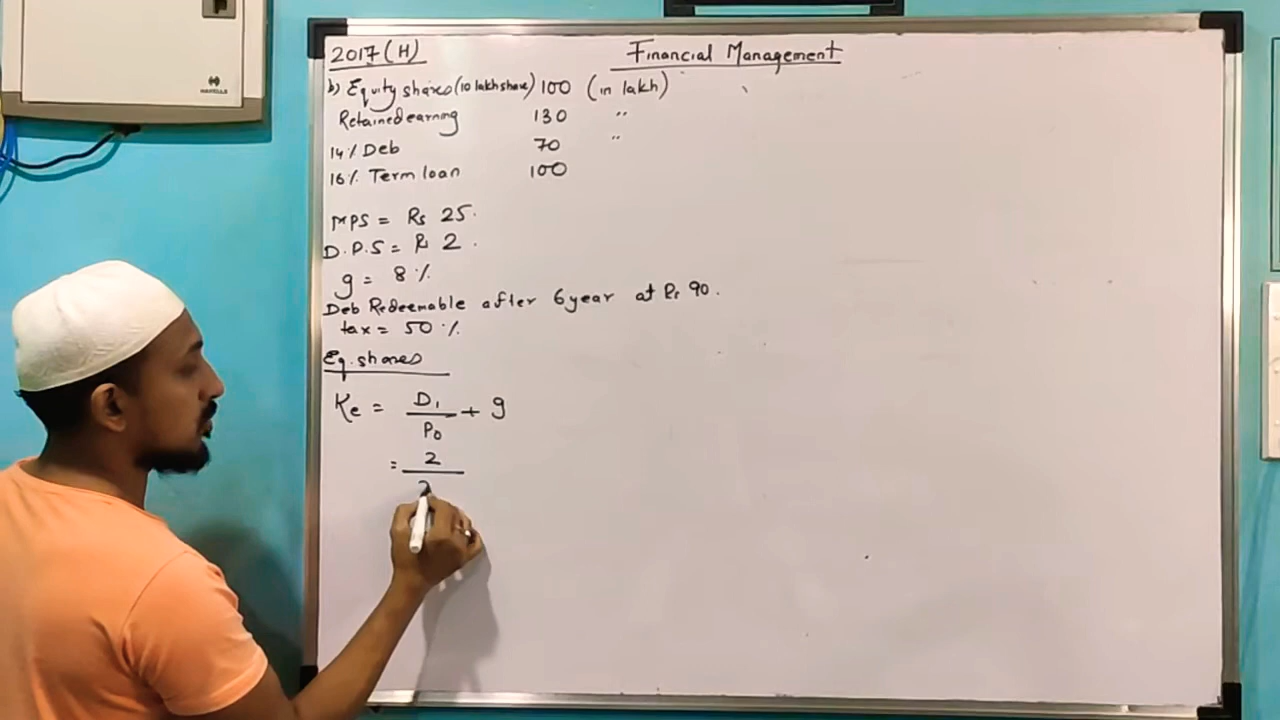 HAVELLS
2017 (H)
Financial Management
b) Equity shares (10 lakh share) 100 (in lakh)
Retained earning 130 "
14% Deb 70 "
16% Term loan 100
MPS = Rs 25.
D.P.S = R 2.
g = 8%
Deb Redeemable after 6 year at Rs 90.
tax = 50%
Eq. shares
Ke = D1/P0 + g
= 2/2